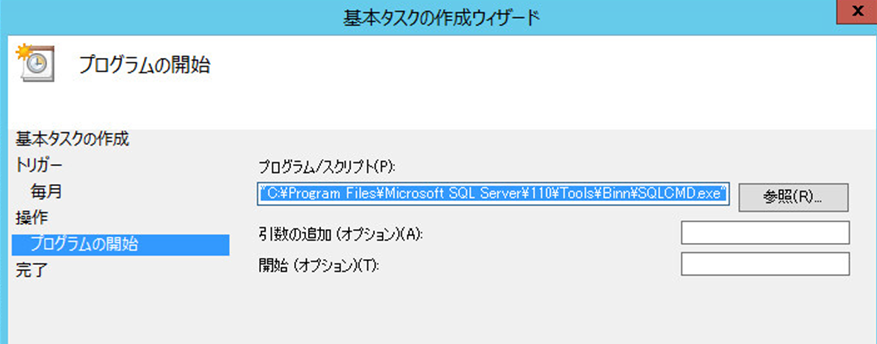 基本タスクの作成ウィザード
x
プログラムの開始
基本タスクの作成
トリガー
毎月
操作
プログラムの開始
完了
プログラム/スクリプト(P):
"C:¥Program Files¥Microsoft SQL Server¥110¥Tools¥Binn¥SQLCMD.exe"
参照(R)...
引数の追加 (オプション)(A):
開始 (オプション)(T):